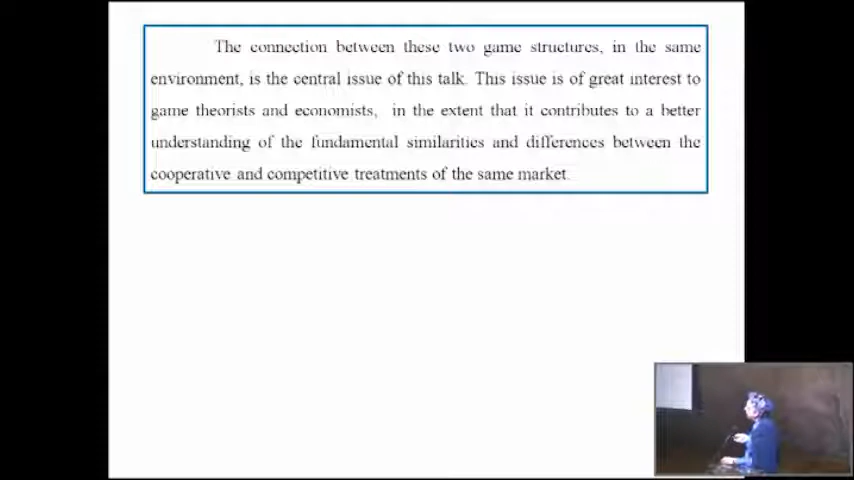 The connection between these two game structures, in the same
environment, is the central issue of this talk. This issue is of great interest to
game theorists and economists, in the extent that it contributes to a better
understanding of the fundamental similarities and differences between the
cooperative and competitive treatments of the same market.